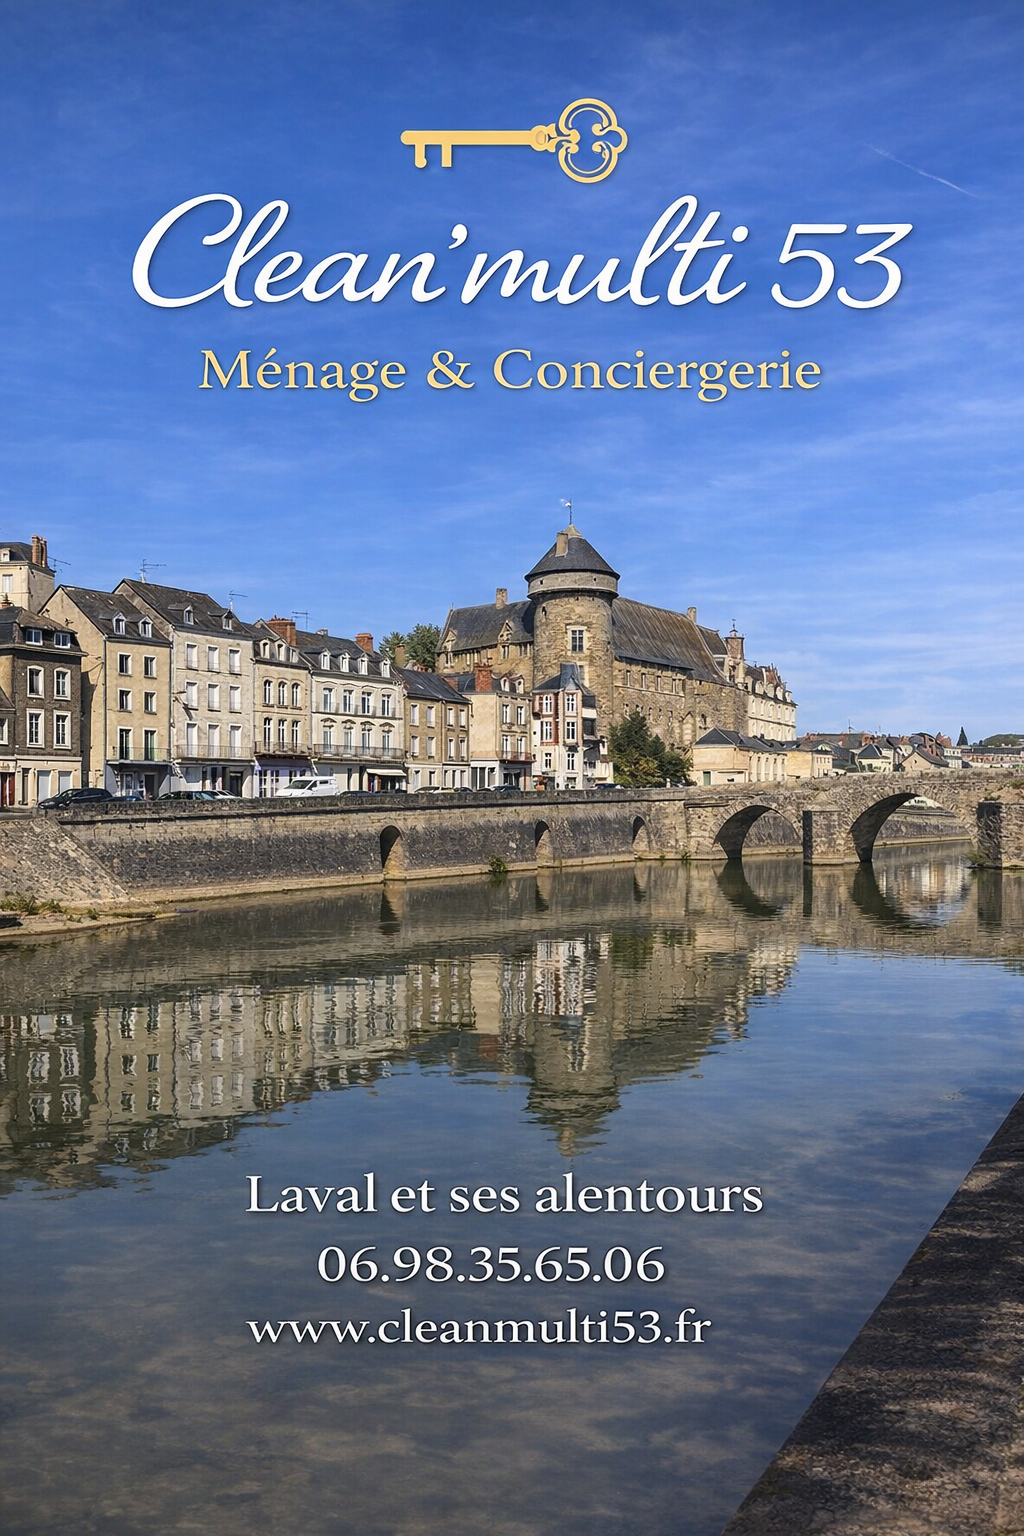 Clean'multi 53
Ménage & Conciergerie
Laval et ses alentours
06.98.35.65.06
www.cleanmulti53.fr